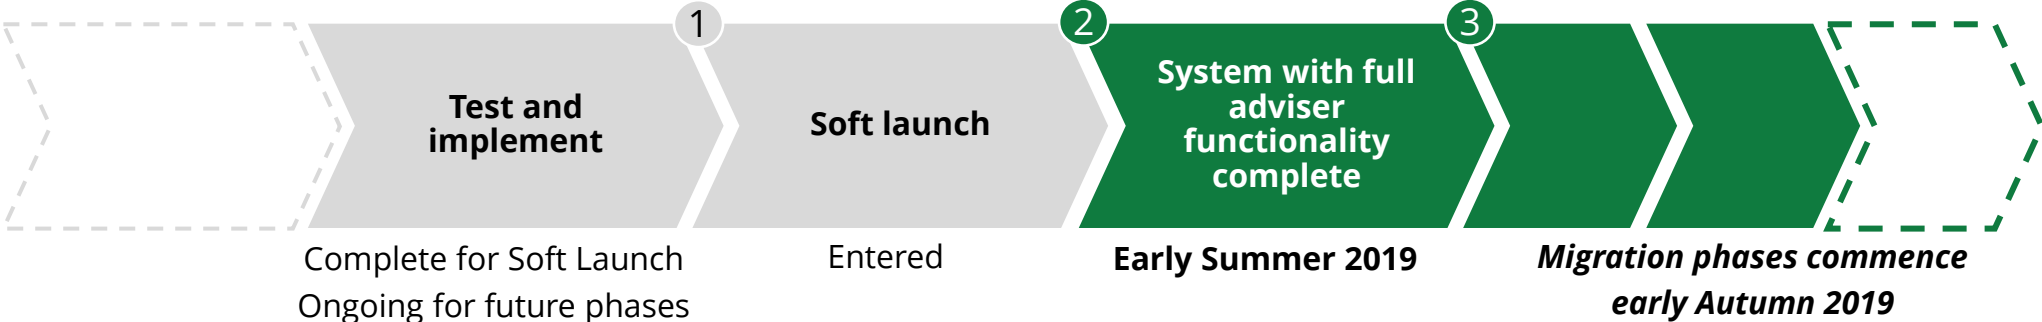 1
2
3
Test and
implement
Soft launch
System with full
adviser
functionality
complete
Complete for Soft Launch
Ongoing for future phases
Entered
Early Summer 2019
Migration phases commence
early Autumn 2019